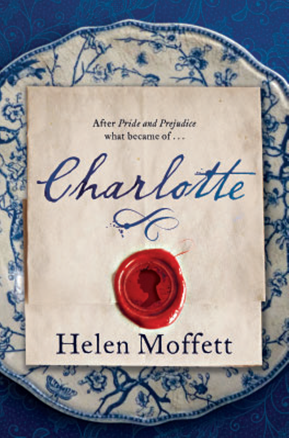 After Pride and Prejudice
what became of . . .
Charlotte
Helen Moffett